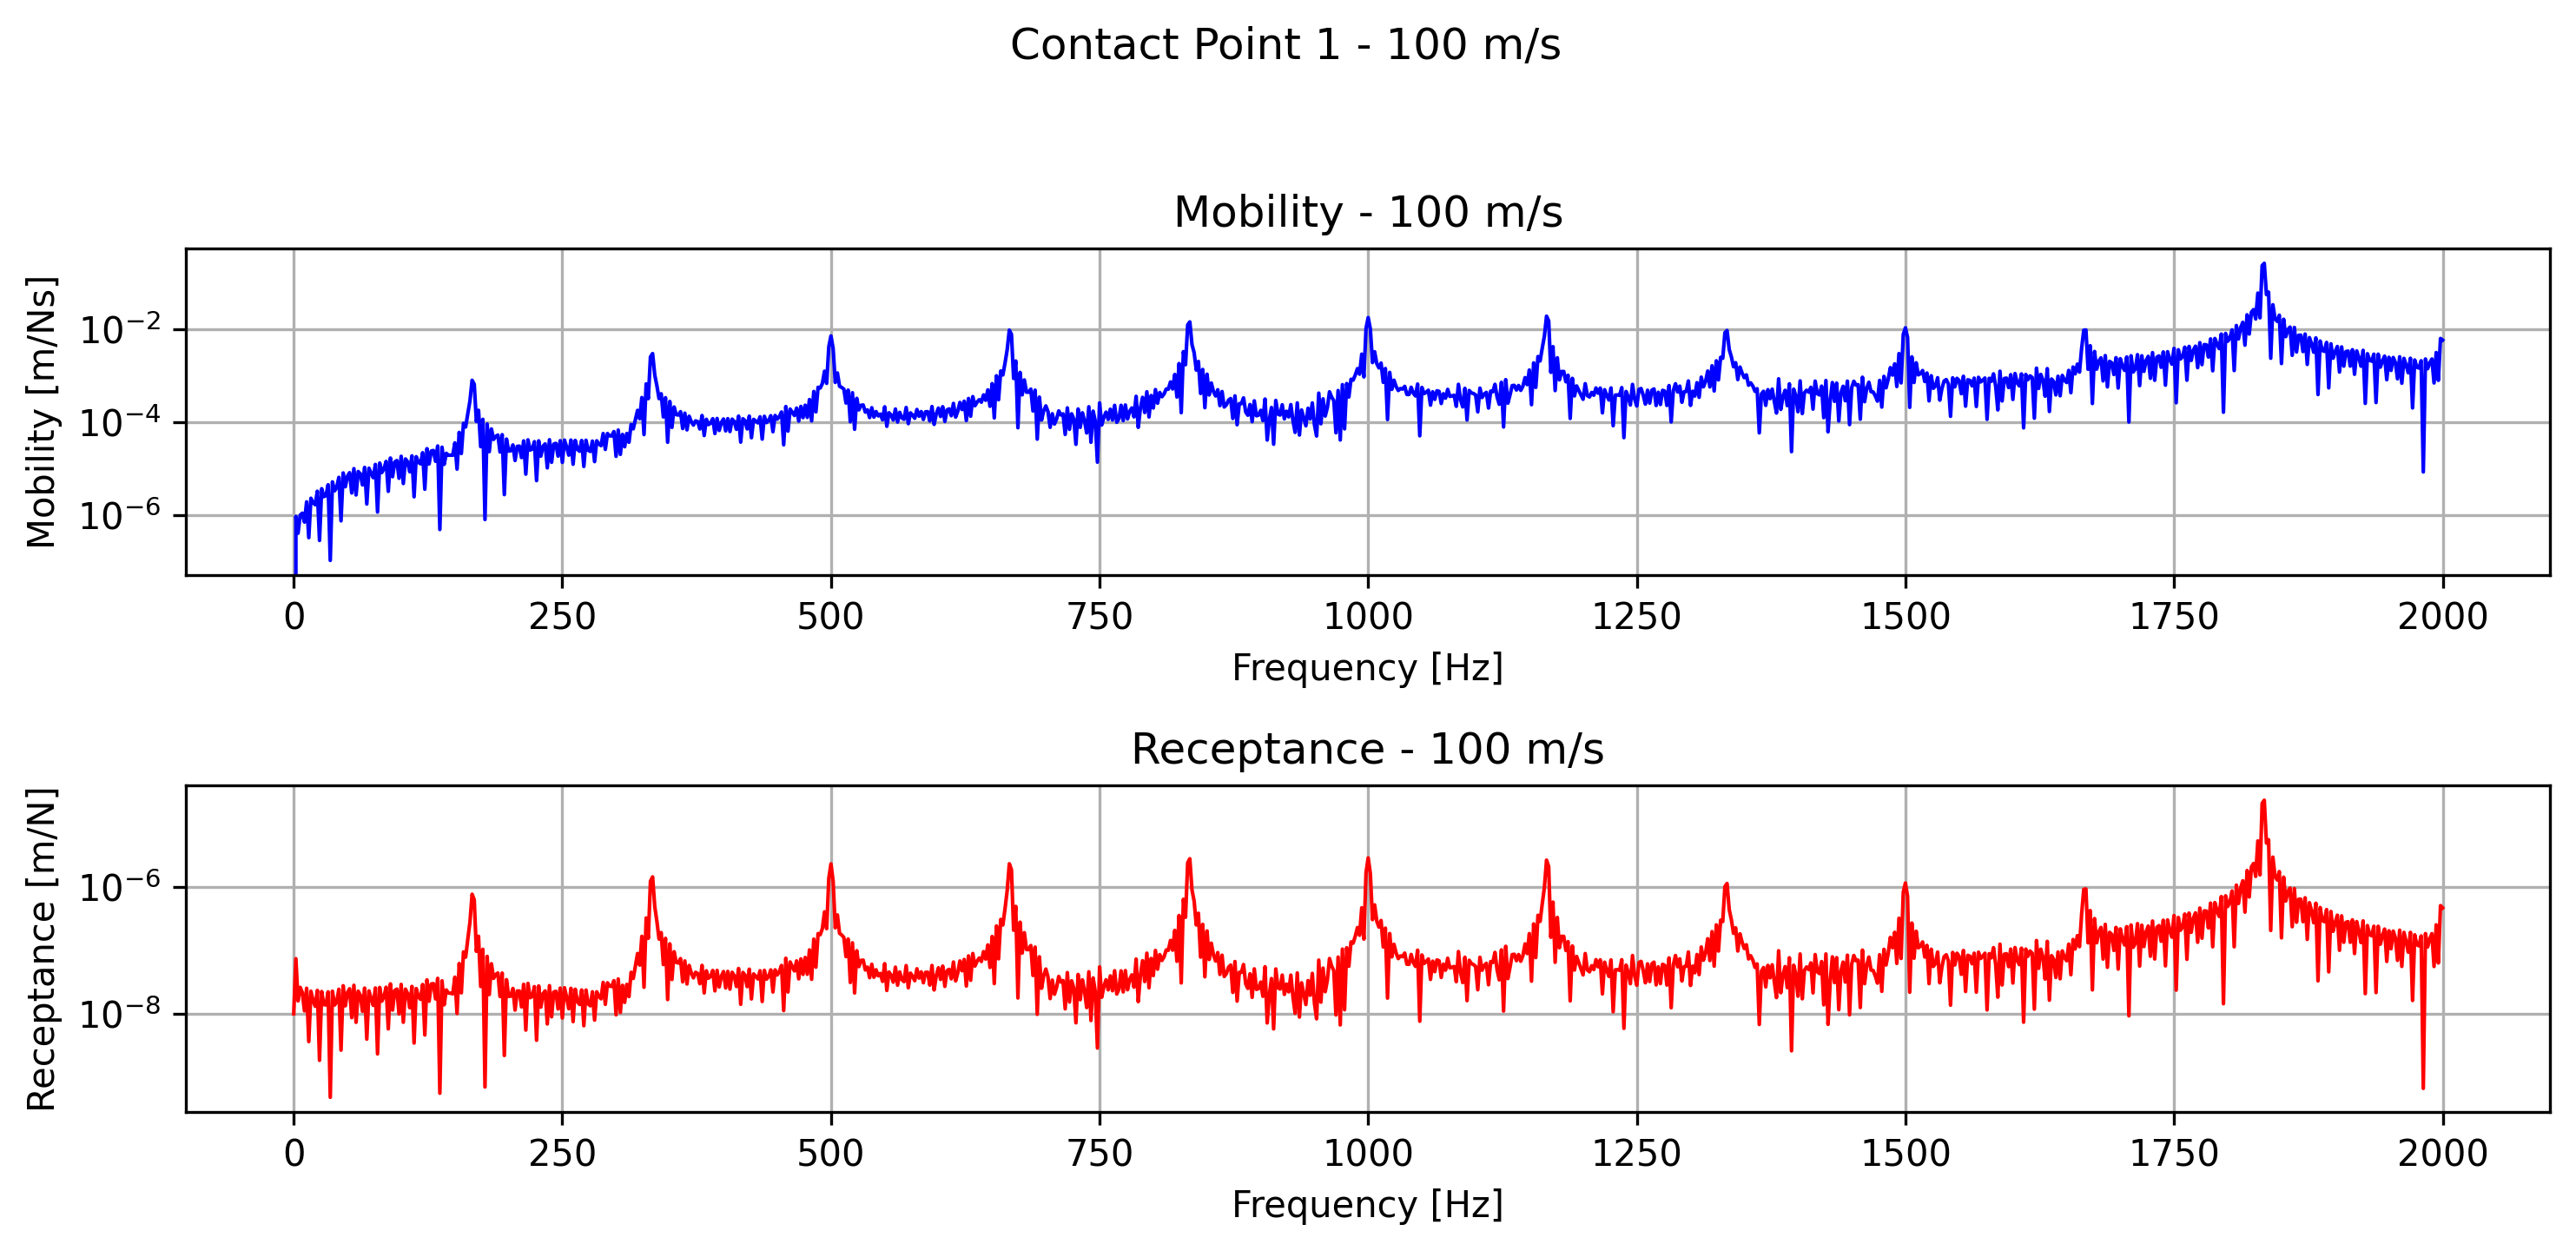 Contact Point 1 - 100 m/s
Mobility - 100 m/s
Mobility [m/Ns]
10⁻²
10⁻⁴
10⁻⁶
0 250 500 750 1000 1250 1500 1750 2000
Frequency [Hz]
Receptance - 100 m/s
Receptance [m/N]
10⁻⁶
10⁻⁸
0 250 500 750 1000 1250 1500 1750 2000
Frequency [Hz]